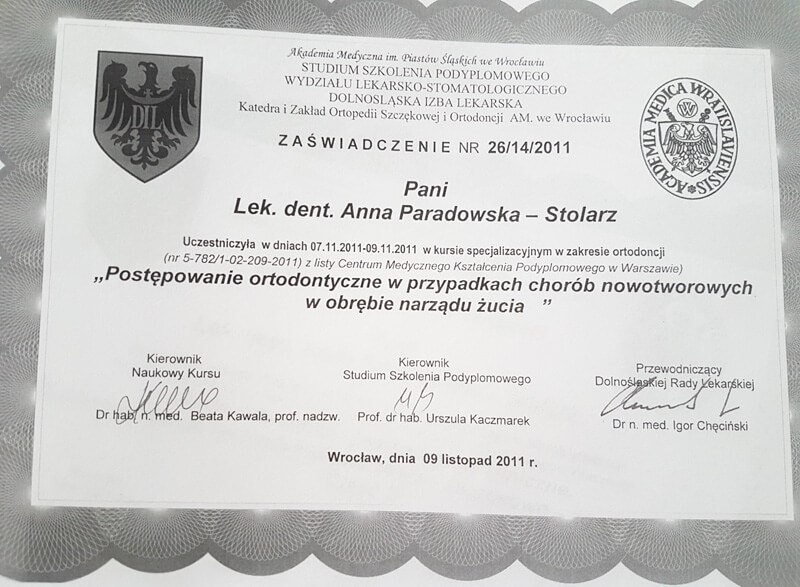 Akademia Medyczna im. Piastów Śląskich we Wrocławiu
STUDIUM SZKOLENIA PODYPLOMOWEGO
WYDZIAŁU LEKARSKO-STOMATOLOGICZNEGO
DOLNOSLĄSKA IZBA LEKARSKA
Katedra i Zakład Ortopedii Szczękowej i Ortodoncji AM. we Wrocławiu
DIL
ACADEMIA MEDICA WRATISLAVIENSIS
ZAŚWIADCZENIE NR 26/14/2011
Pani
Lek. dent. Anna Paradowska – Stolarz
Uczestniczyła w dniach 07.11.2011-09.11.2011 w kursie specjalizacyjnym w zakresie ortodoncji
(nr 5-782/1-02-209-2011) z listy Centrum Medycznego Kształcenia Podyplomowego w Warszawie)
„Postępowanie ortodontyczne w przypadkach chorób nowotworowych
w obrębie narządu żucia ”
Kierownik
Naukowy Kursu
Dr hab. n. med. Beata Kawala, prof. nadzw.
Kierownik
Studium Szkolenia Podyplomowego
Prof. dr hab. Urszula Kaczmarek
Przewodniczący
Dolnośląskiej Rady Lekarskiej
Dr n. med. Igor Chęciński
Wrocław, dnia 09 listopad 2011 r.